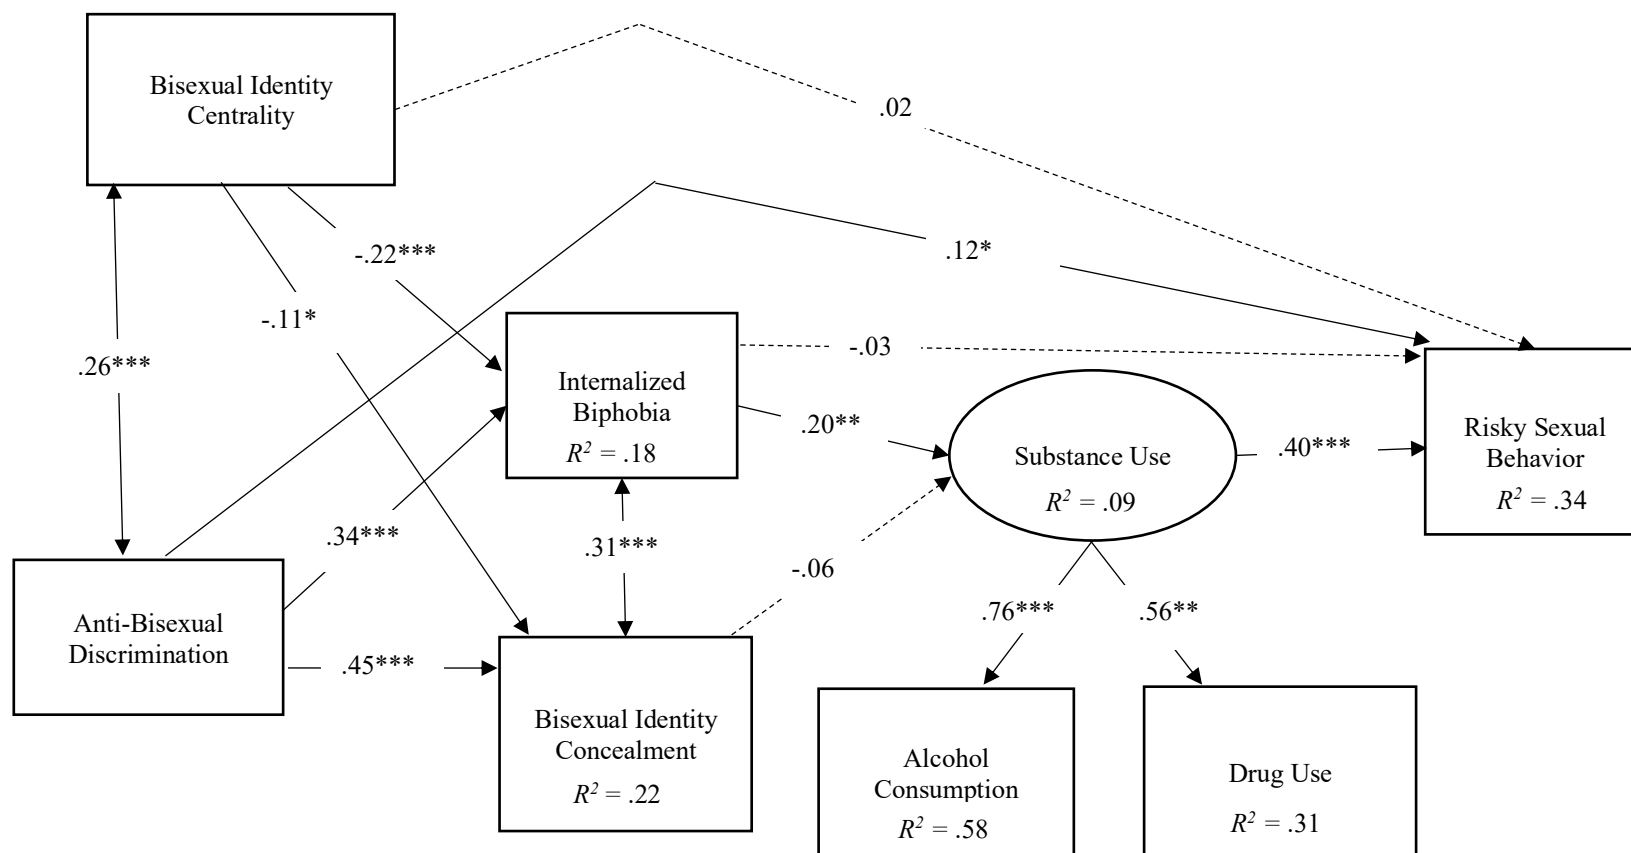 Bisexual Identity
Centrality
.02
.12*
-.22***
-.11*
.26***
-.03
Internalized
Biphobia
R² = .18
.20**
Substance Use
R² = .09
.40***
Risky Sexual
Behavior
R² = .34
.34***
.31***
-.06
Anti-Bisexual
Discrimination
.45***
.76***
.56**
Bisexual Identity
Concealment
R² = .22
Alcohol
Consumption
R² = .58
Drug Use
R² = .31